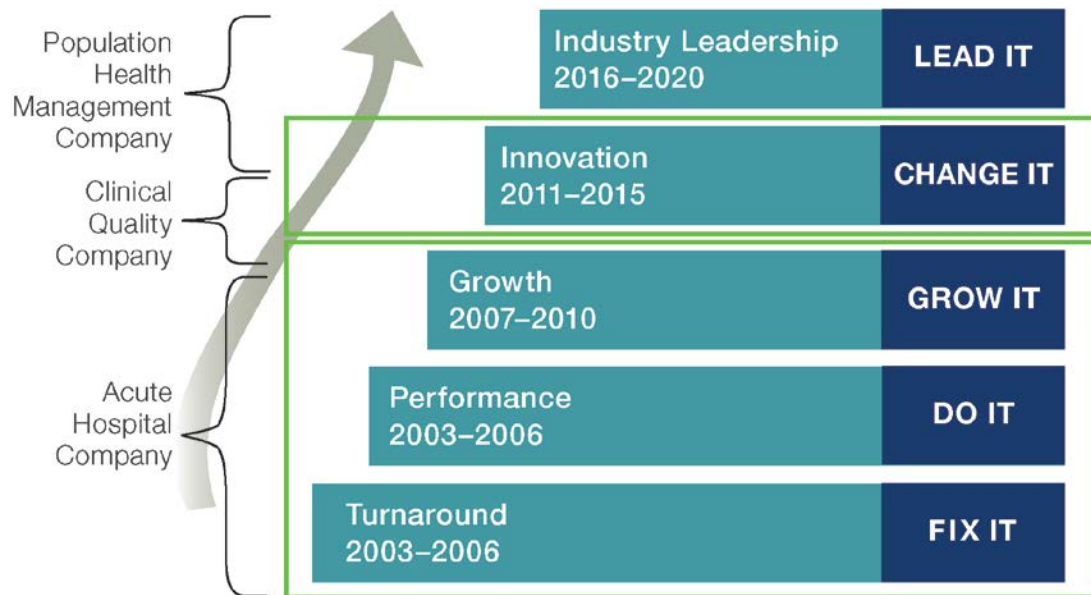 Population
Health
Management
Company
Industry Leadership
2016–2020
LEAD IT
Clinical
Quality
Company
Innovation
2011–2015
CHANGE IT
Growth
2007–2010
GROW IT
Acute
Hospital
Company
Performance
2003–2006
DO IT
Turnaround
2003–2006
FIX IT